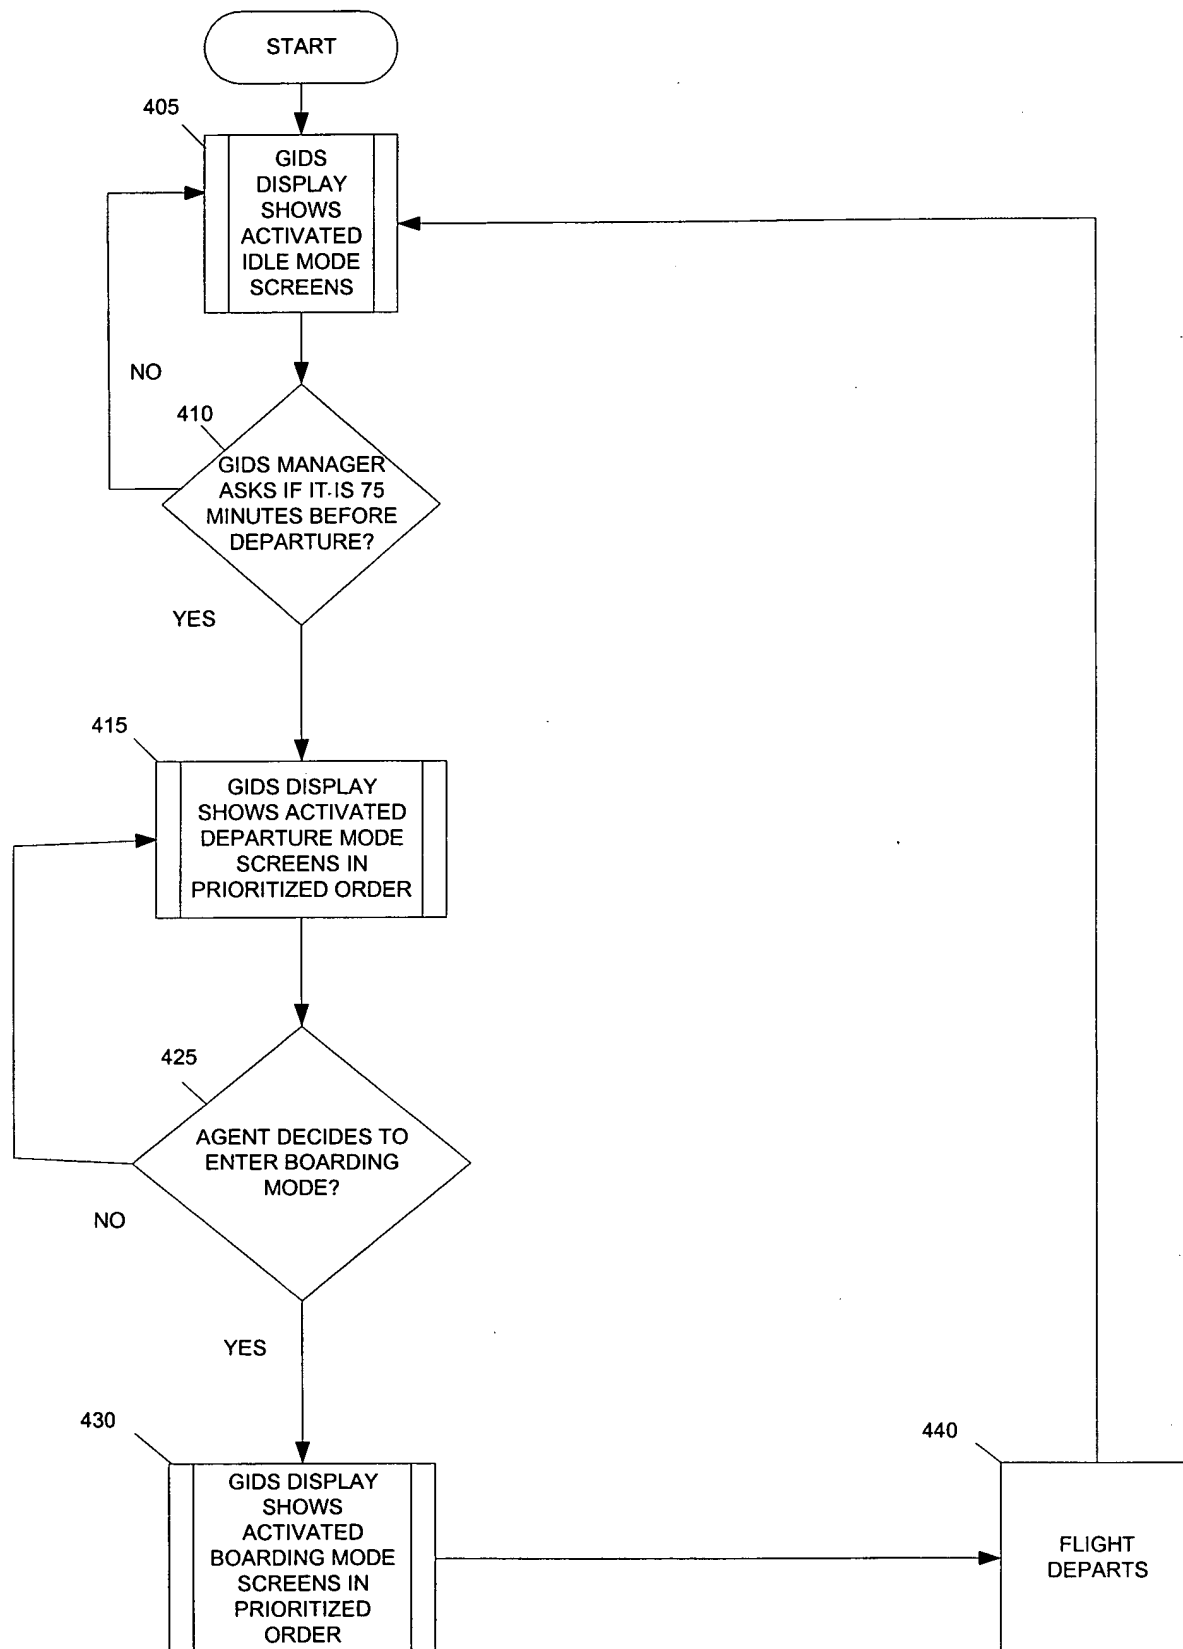 START
405
GIDS
DISPLAY
SHOWS
ACTIVATED
IDLE MODE
SCREENS
NO
410
GIDS MANAGER
ASKS IF IT IS 75
MINUTES BEFORE
DEPARTURE?
YES
415
GIDS DISPLAY
SHOWS ACTIVATED
DEPARTURE MODE
SCREENS IN
PRIORITIZED ORDER
425
AGENT DECIDES TO
ENTER BOARDING
MODE?
NO
YES
430
GIDS DISPLAY
SHOWS
ACTIVATED
BOARDING MODE
SCREENS IN
PRIORITIZED
ORDER
440
FLIGHT
DEPARTS